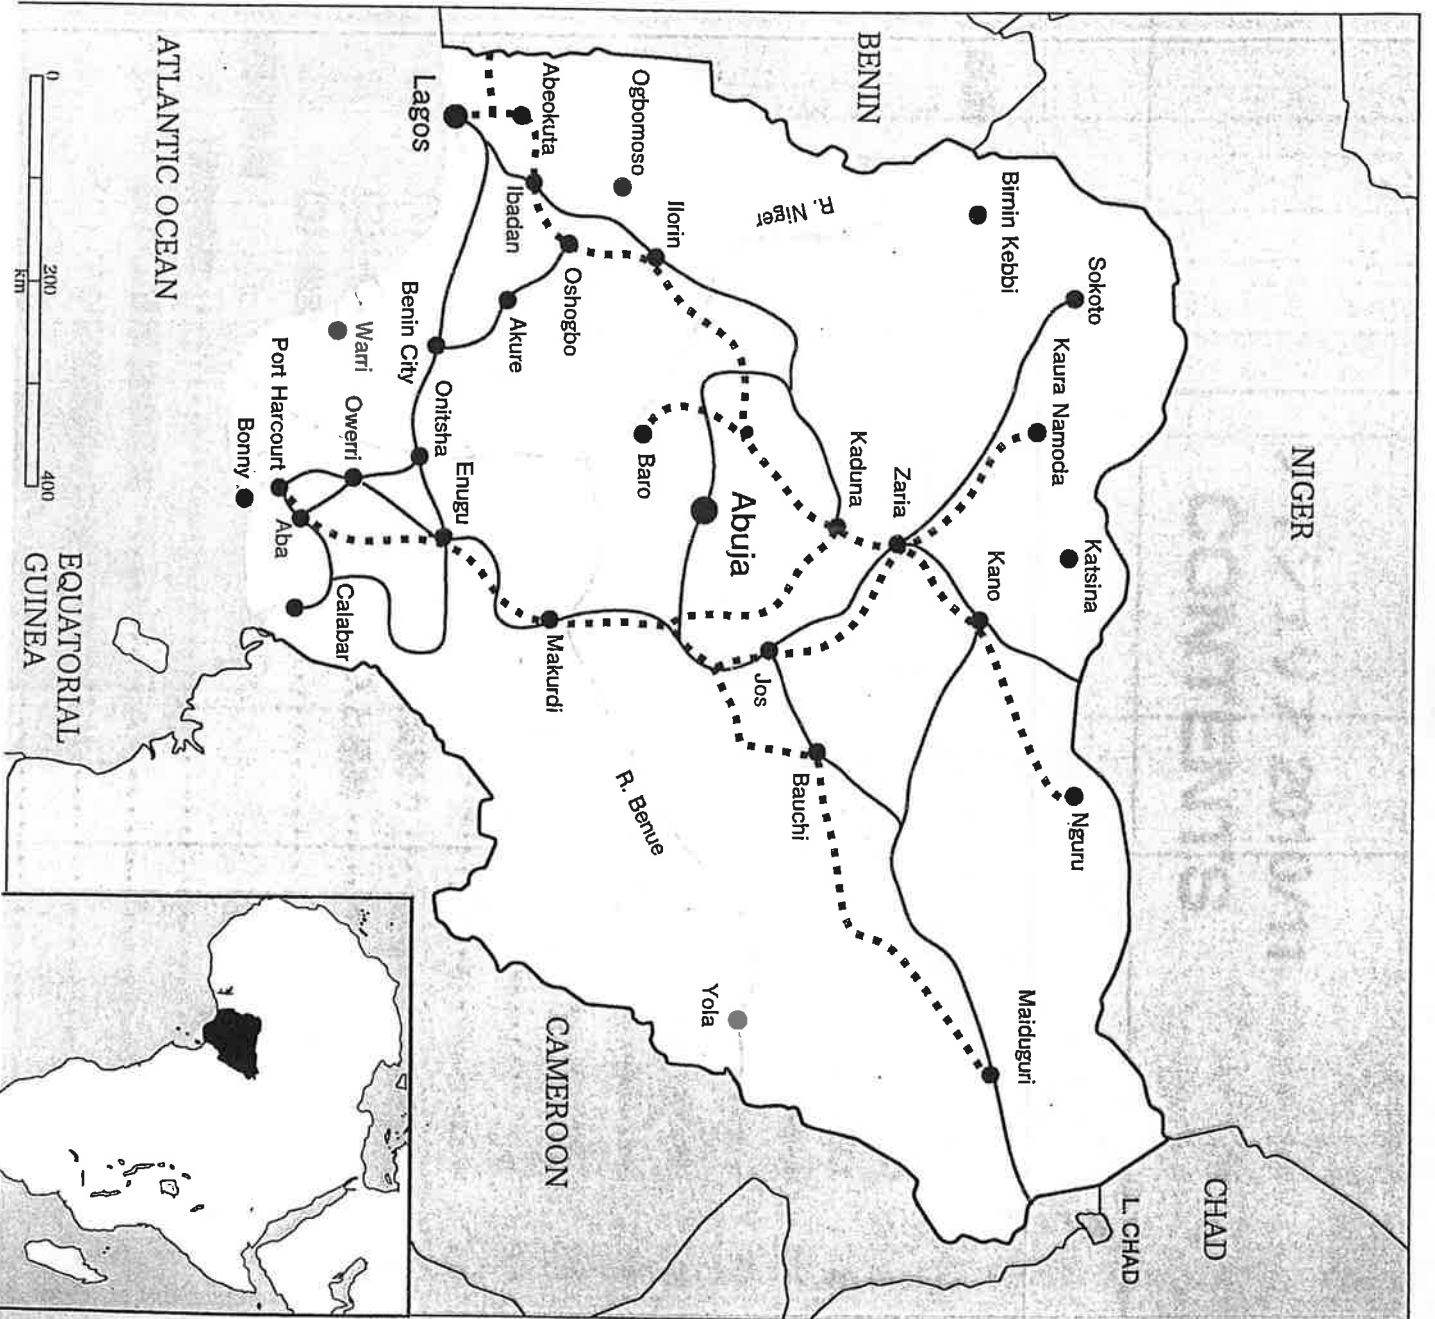 NIGER
CHAD
L. CHAD
BENIN
Sokoto
Kaura Namoda
Katsina
Birnin Kebbi
Kano
Nguru
Maiduguri
Zaria
Kaduna
R. Niger
Bauchi
Jos
Abuja
Yola
Ilorin
Ogbomoso
Baro
R. Benue
Abeokuta
Ibadan
Oshogbo
Akure
Makurdi
CAMEROON
Lagos
Benin City
Onitsha
Enugu
Warri
Owerri
Calabar
Port Harcourt
Aba
Bonny
ATLANTIC OCEAN
EQUATORIAL
GUINEA
0
200
400
km
CONTENTS